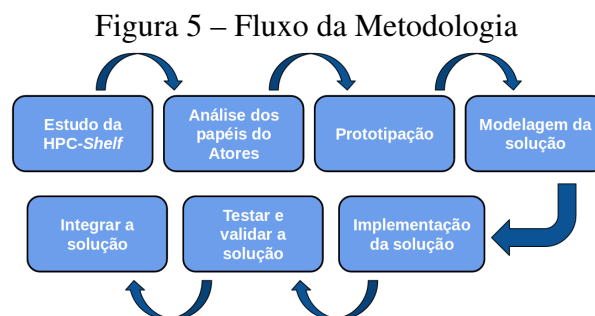 Figura 5 – Fluxo da Metodologia
Estudo da
HPC-Shelf
Análise dos
papéis do
Atores
Prototipação
Modelagem da
solução
Integrar a
solução
Testar e
validar a
solução
Implementação
da solução